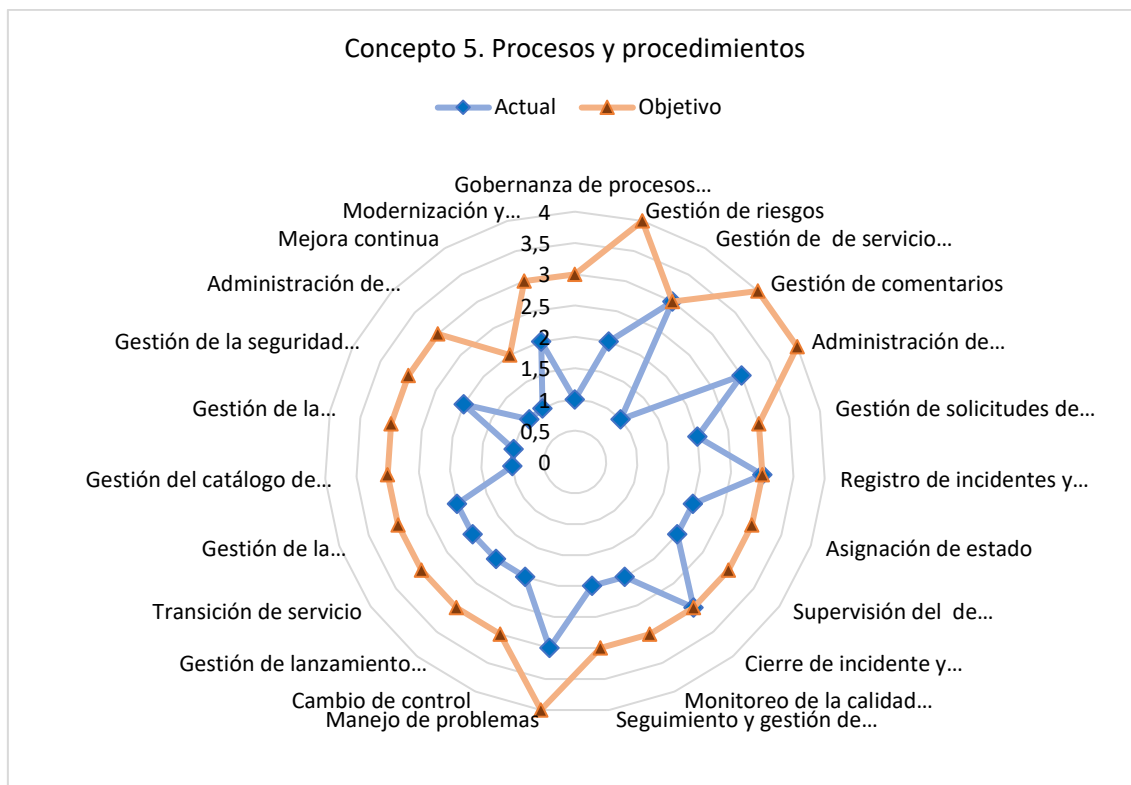 Concepto 5. Procesos y procedimientos
Actual
Objetivo
Gobernanza de procesos…
Gestión de riesgos
Gestión de  de servicio…
Gestión de comentarios
Administración de…
Gestión de solicitudes de…
Registro de incidentes y…
Asignación de estado
Supervisión del  de…
Cierre de incidente y…
Monitoreo de la calidad…
Seguimiento y gestión de…
Manejo de problemas
Cambio de control
Gestión de lanzamiento…
Transición de servicio
Gestión de la…
Gestión del catálogo de…
Gestión de la…
Gestión de la seguridad…
Administración de…
Mejora continua
Modernización y…
4
3,5
3
2,5
2
1,5
1
0,5
0